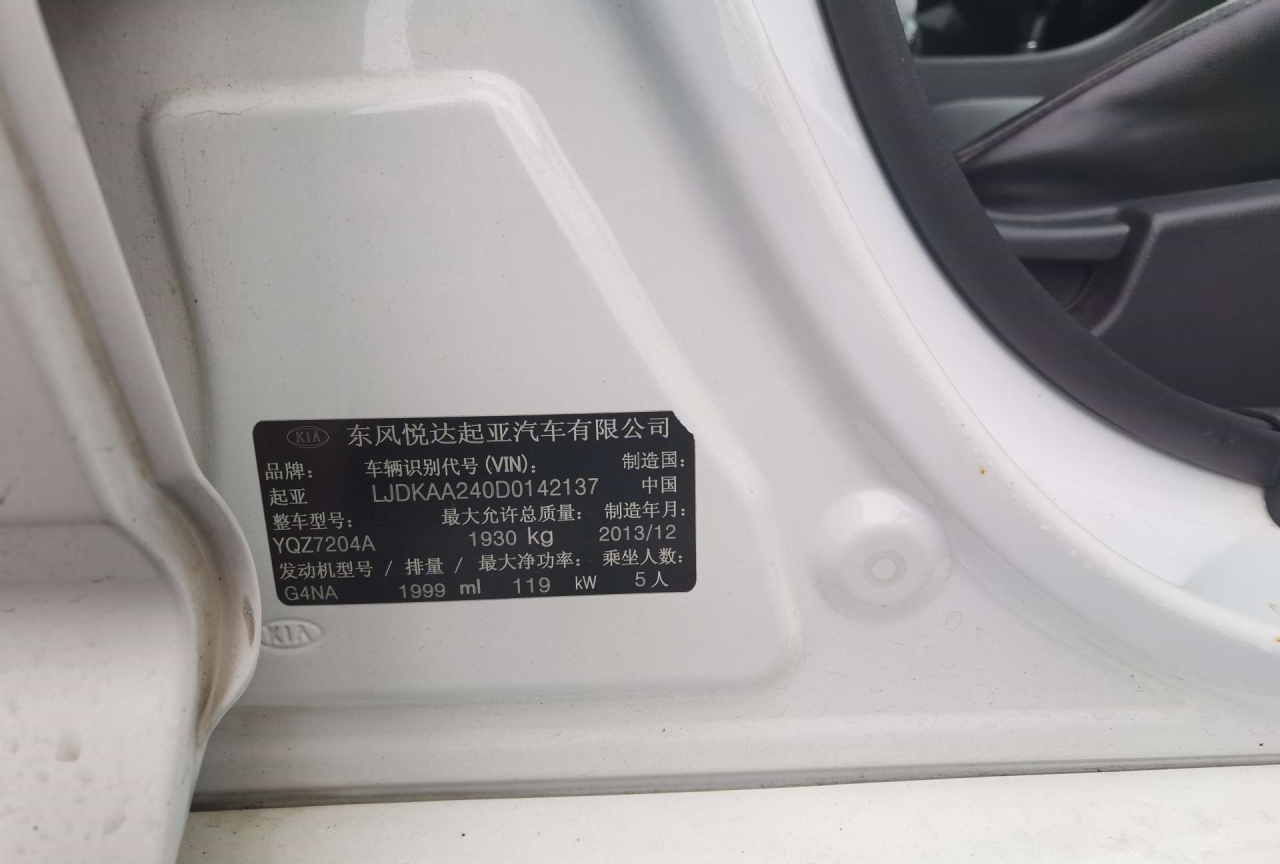 KIA 东风悦达起亚汽车有限公司
品牌： 车辆识别代号(VIN)： 制造国：
起亚 LJDKAA240D0142137 中国
整车型号： 最大允许总质量： 制造年月：
YQZ7204A 1930 kg 2013/12
发动机型号 / 排量 / 最大净功率： 乘坐人数：
G4NA 1999 ml 119 kW 5人
KIA